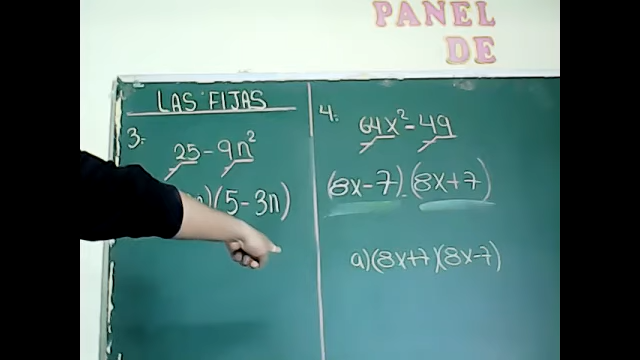 PANEL
DE
LAS FIJAS
3.
25 - 9n²
n)(5 - 3n)
4.
64x² - 49
(8x - 7) (8x + 7)
a) (8x+7)(8x-7)